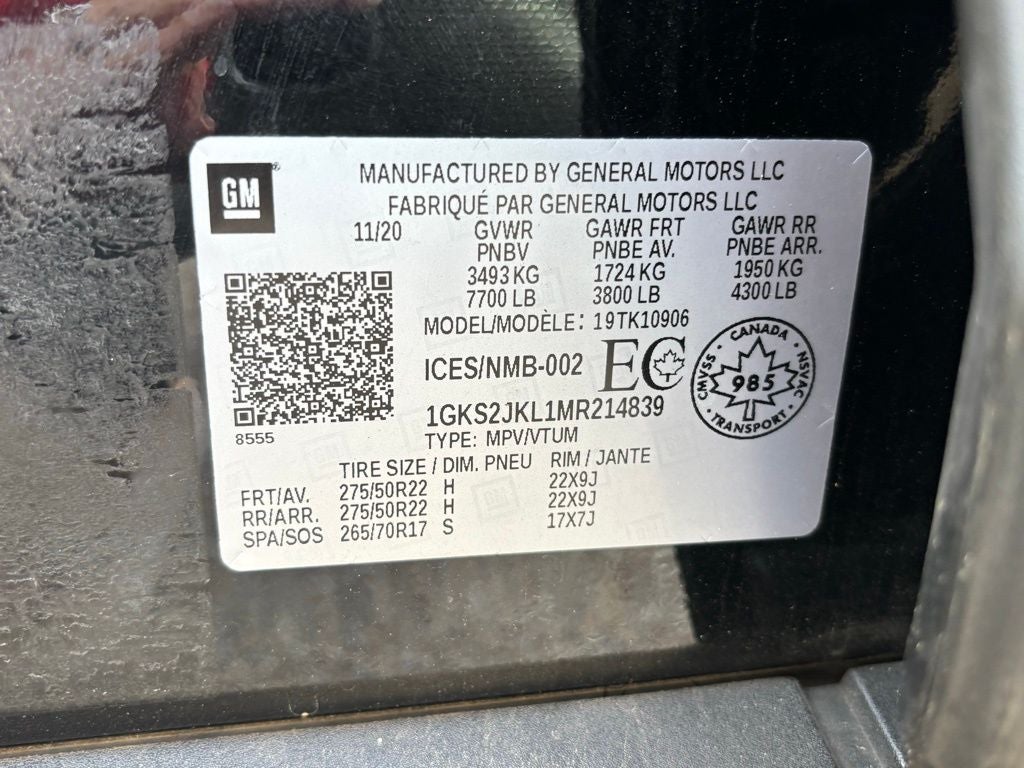 GM
MANUFACTURED BY GENERAL MOTORS LLC
FABRIQUÉ PAR GENERAL MOTORS LLC
11/20 GVWR GAWR FRT GAWR RR
PNBV PNBE AV. PNBE ARR.
3493 KG 1724 KG 1950 KG
7700 LB 3800 LB 4300 LB
MODEL/MODÈLE: 19TK10906
ICES/NMB-002 EC
CANADA
CMVSS 985 NSVAC
TRANSPORT
1GKS2JKL1MR214839
8555
TYPE: MPV/VTUM
TIRE SIZE / DIM. PNEU RIM / JANTE
FRT/AV. 275/50R22 H 22X9J
RR/ARR. 275/50R22 H 22X9J
SPA/SOS 265/70R17 S 17X7J